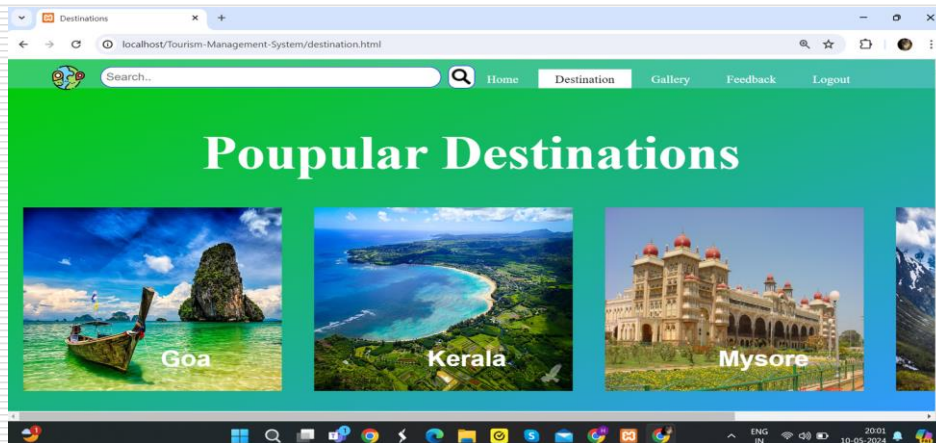 Destinations
localhost/Tourism-Management-System/destination.html
Search..
Home Destination Gallery Feedback Logout
Poupular Destinations
Goa Kerala Mysore
ENG 20:01
IN 10-05-2024